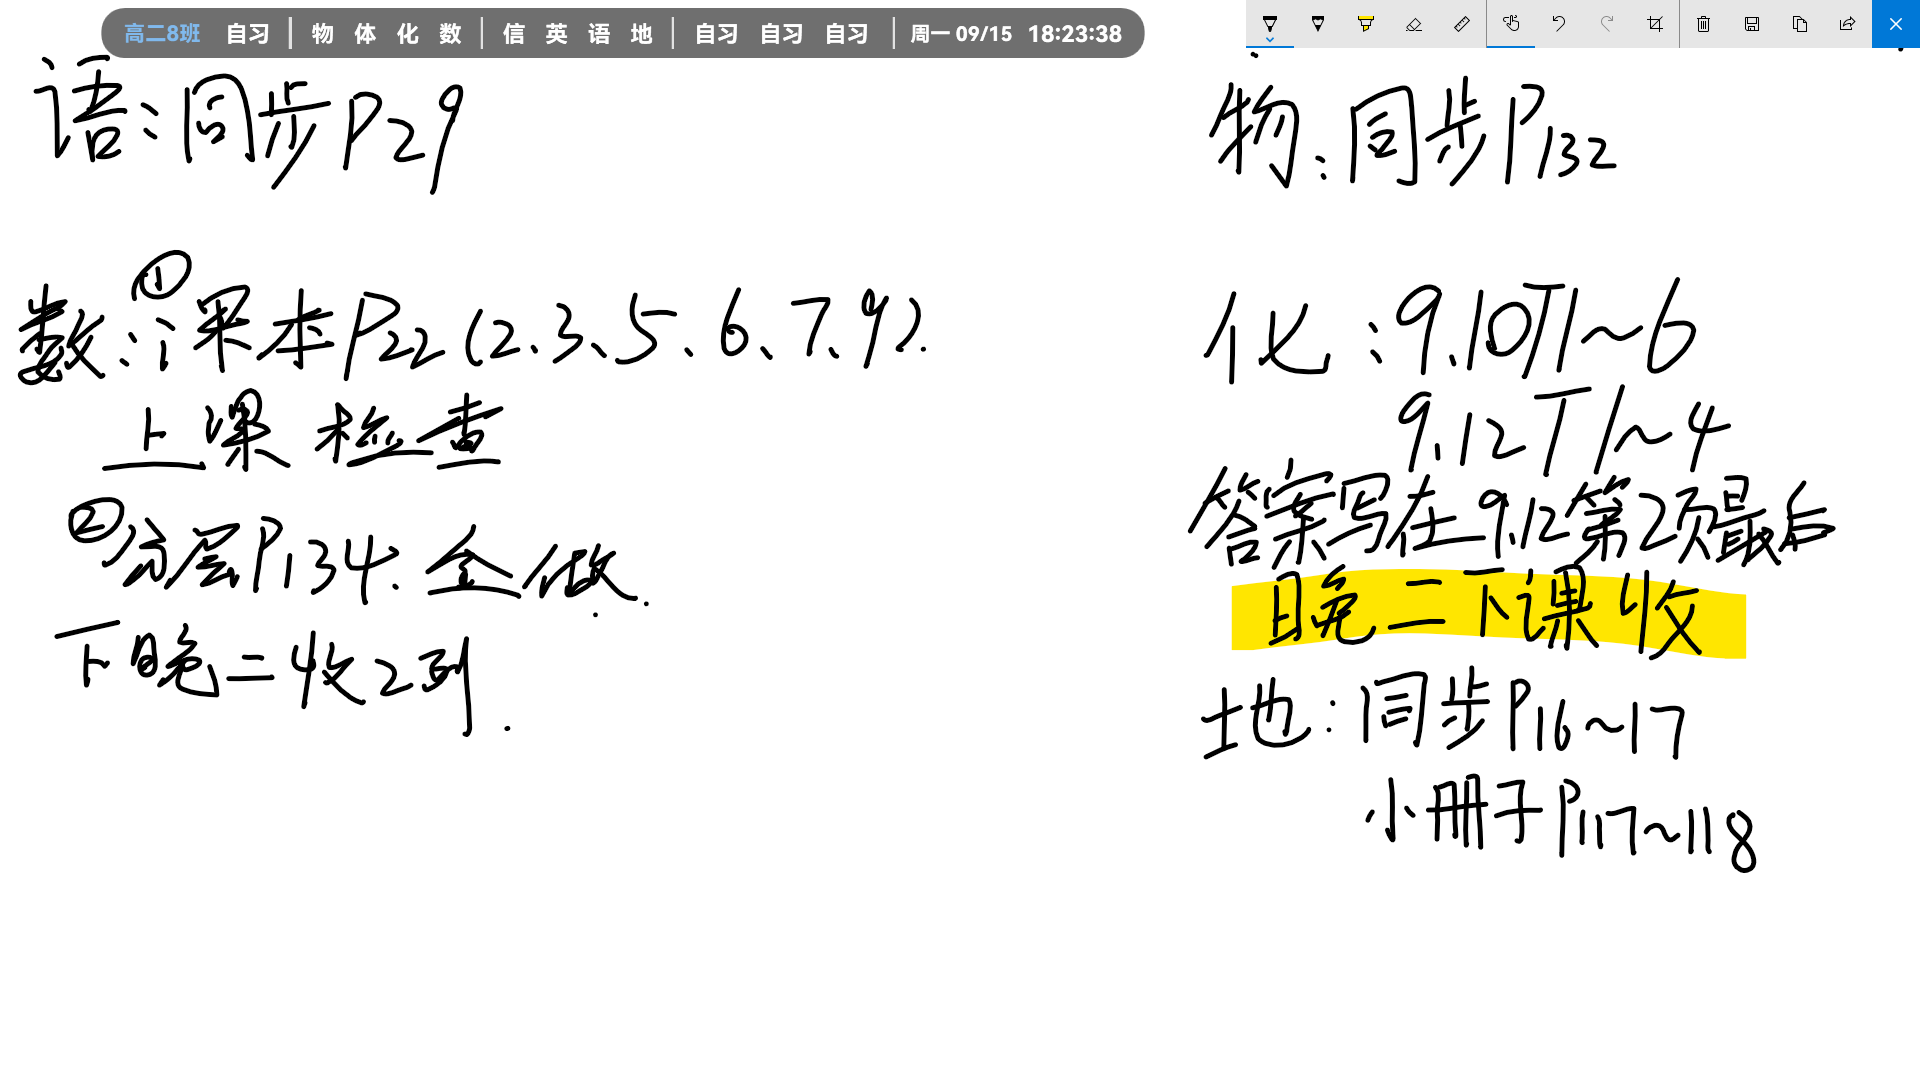 高二8班 自习 | 物 体 化 数 | 信 英 语 地 | 自习 自习 自习 | 周一 09/15 18:23:38
语:同步P29
数:①课本P22(2、3、5、6、7、9).
上课检查
②分层P134.全做.
下晚二收2列.
物:同步P132
化:9.10T1~6
9.12T1~4
答案写在9.12第2项最后
晚二下课收
地:同步P16~17
小册子P117~118